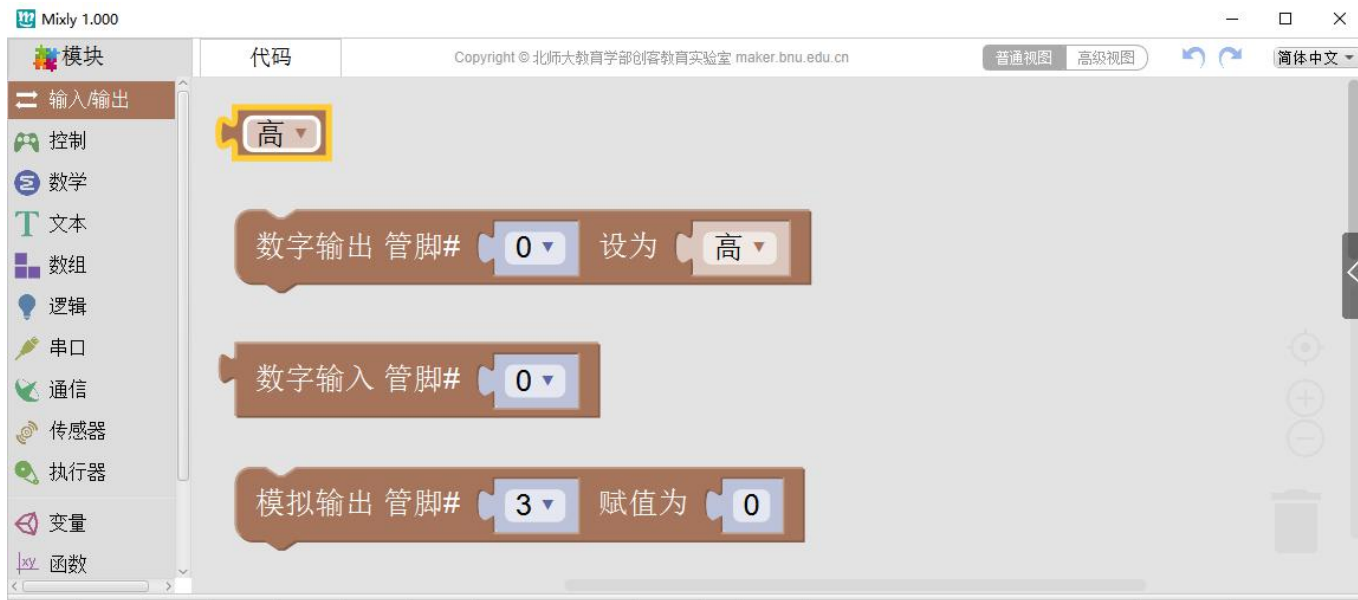 Mixly 1.000
模块
代码
Copyright © 北师大教育学部创客教育实验室 maker.bnu.edu.cn
普通视图 高级视图
简体中文
输入/输出
控制
数学
文本
数组
逻辑
串口
通信
传感器
执行器
变量
函数
高
数字输出 管脚# 0 设为 高
数字输入 管脚# 0
模拟输出 管脚# 3 赋值为 0